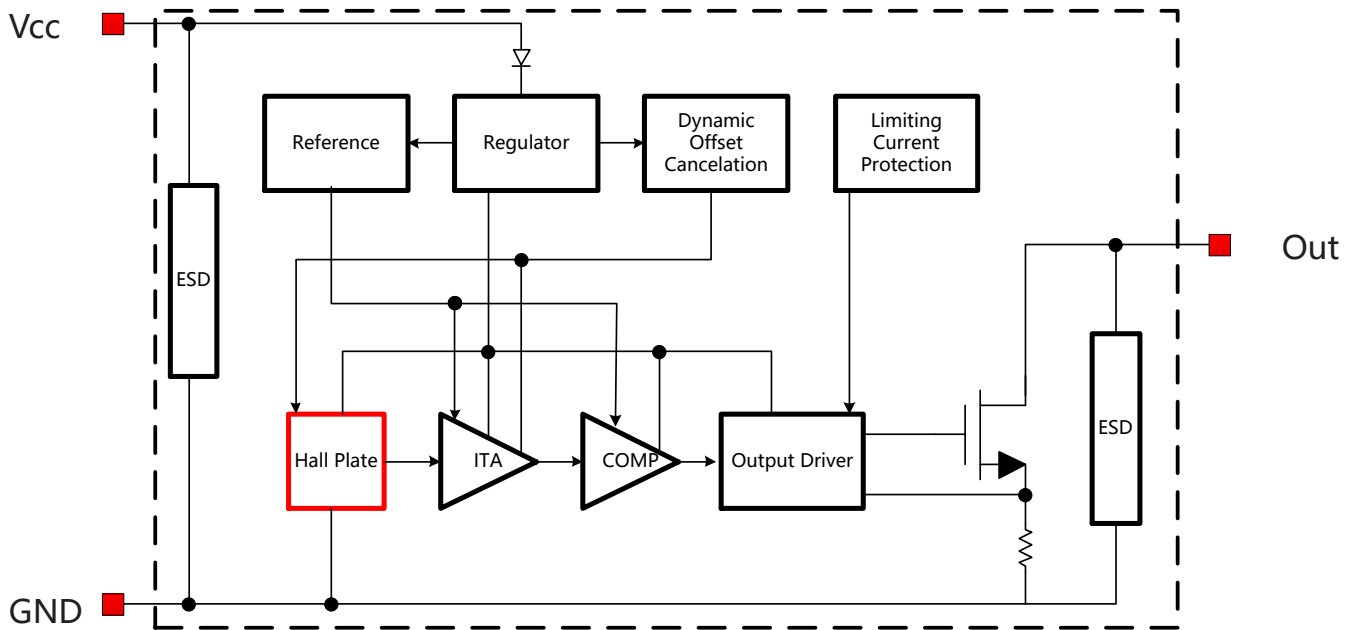 Vcc
Reference
Regulator
Dynamic
Offset
Cancelation
Limiting
Current
Protection
ESD
Out
Hall Plate
ITA
COMP
Output Driver
ESD
GND